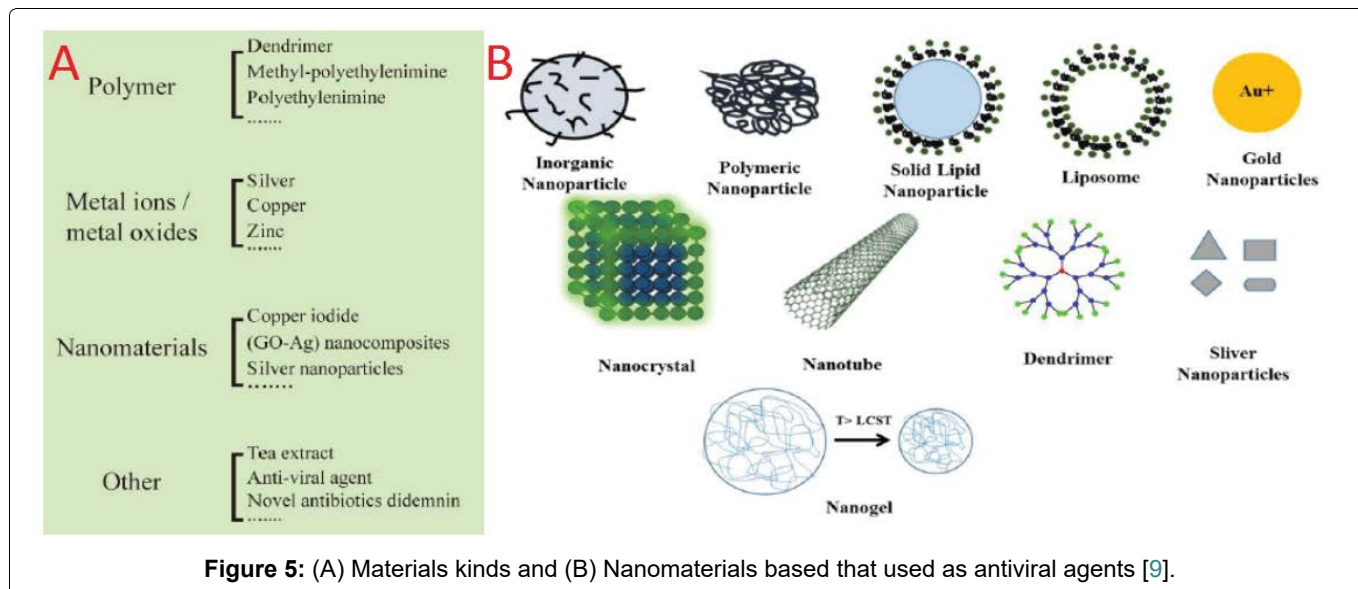 A
Polymer
Dendrimer
Methyl-polyethylenimine
Polyethylenimine
.......
Metal ions /
metal oxides
Silver
Copper
Zinc
.......
Nanomaterials
Copper iodide
(GO-Ag) nanocomposites
Silver nanoparticles
.......
Other
Tea extract
Anti-viral agent
Novel antibiotics didemnin
.......
B
Inorganic
Nanoparticle
Polymeric
Nanoparticle
Solid Lipid
Nanoparticle
Liposome
Au+
Gold
Nanoparticles
Nanocrystal
Nanotube
Dendrimer
Sliver
Nanoparticles
T> LCST
Nanogel
Figure 5: (A) Materials kinds and (B) Nanomaterials based that used as antiviral agents [9].